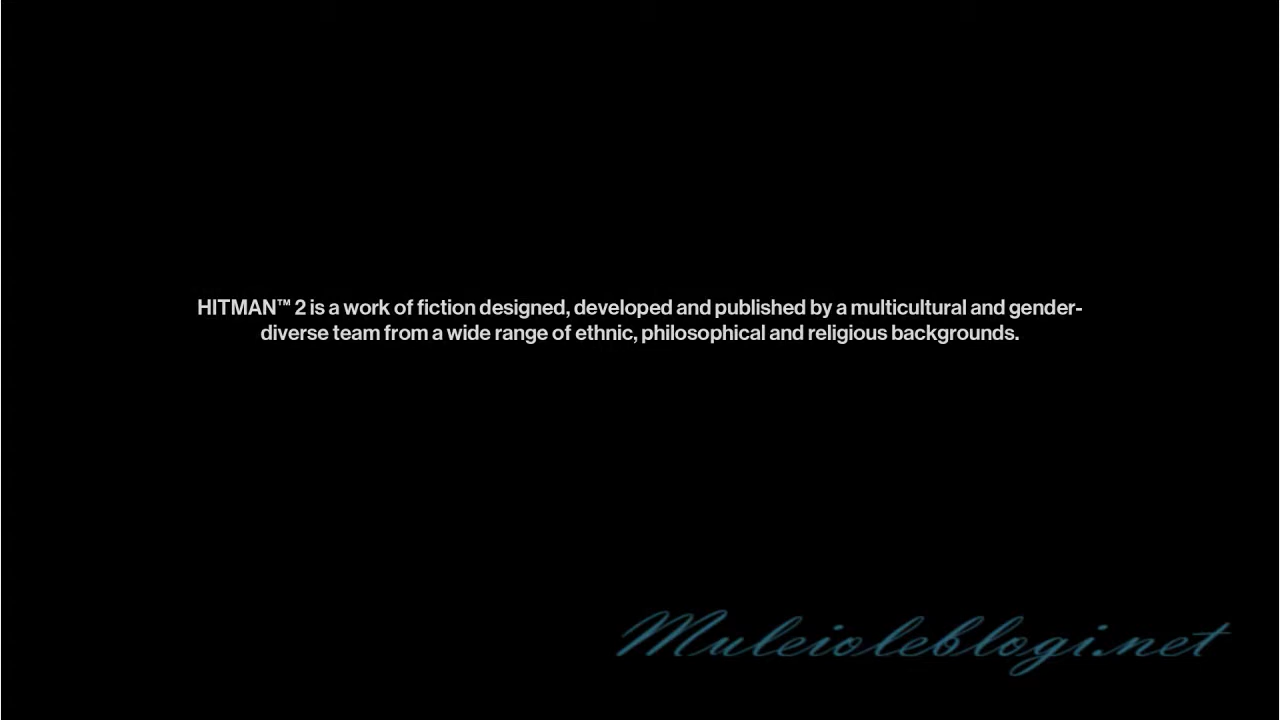 HITMAN™ 2 is a work of fiction designed, developed and published by a multicultural and gender-
diverse team from a wide range of ethnic, philosophical and religious backgrounds.
Muleioleblogi.net